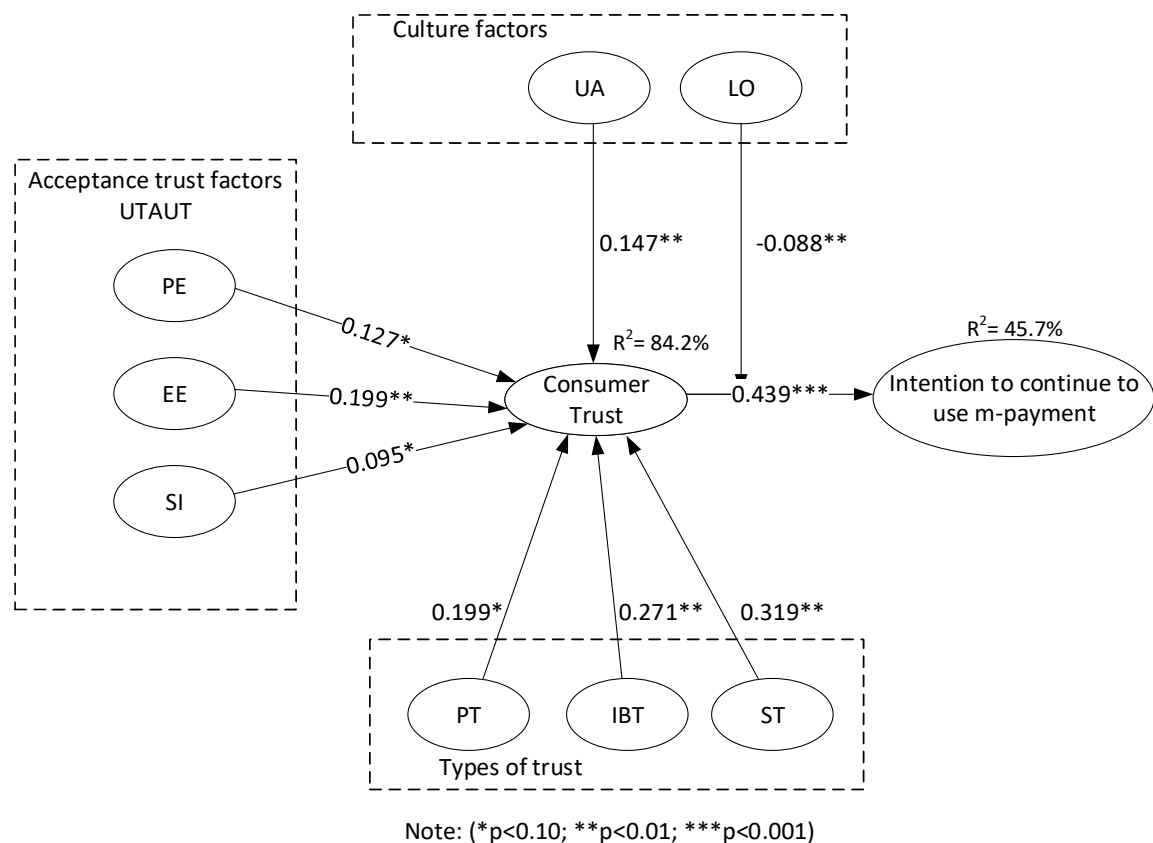 Culture factors
UA
LO
Acceptance trust factors
UTAUT
PE
EE
SI
0.147**
-0.088**
0.127*
0.199**
0.095*
R²= 84.2%
Consumer
Trust
0.439***
R²= 45.7%
Intention to continue to
use m-payment
0.199*
0.271**
0.319**
PT
IBT
ST
Types of trust
Note: (*p<0.10; **p<0.01; ***p<0.001)